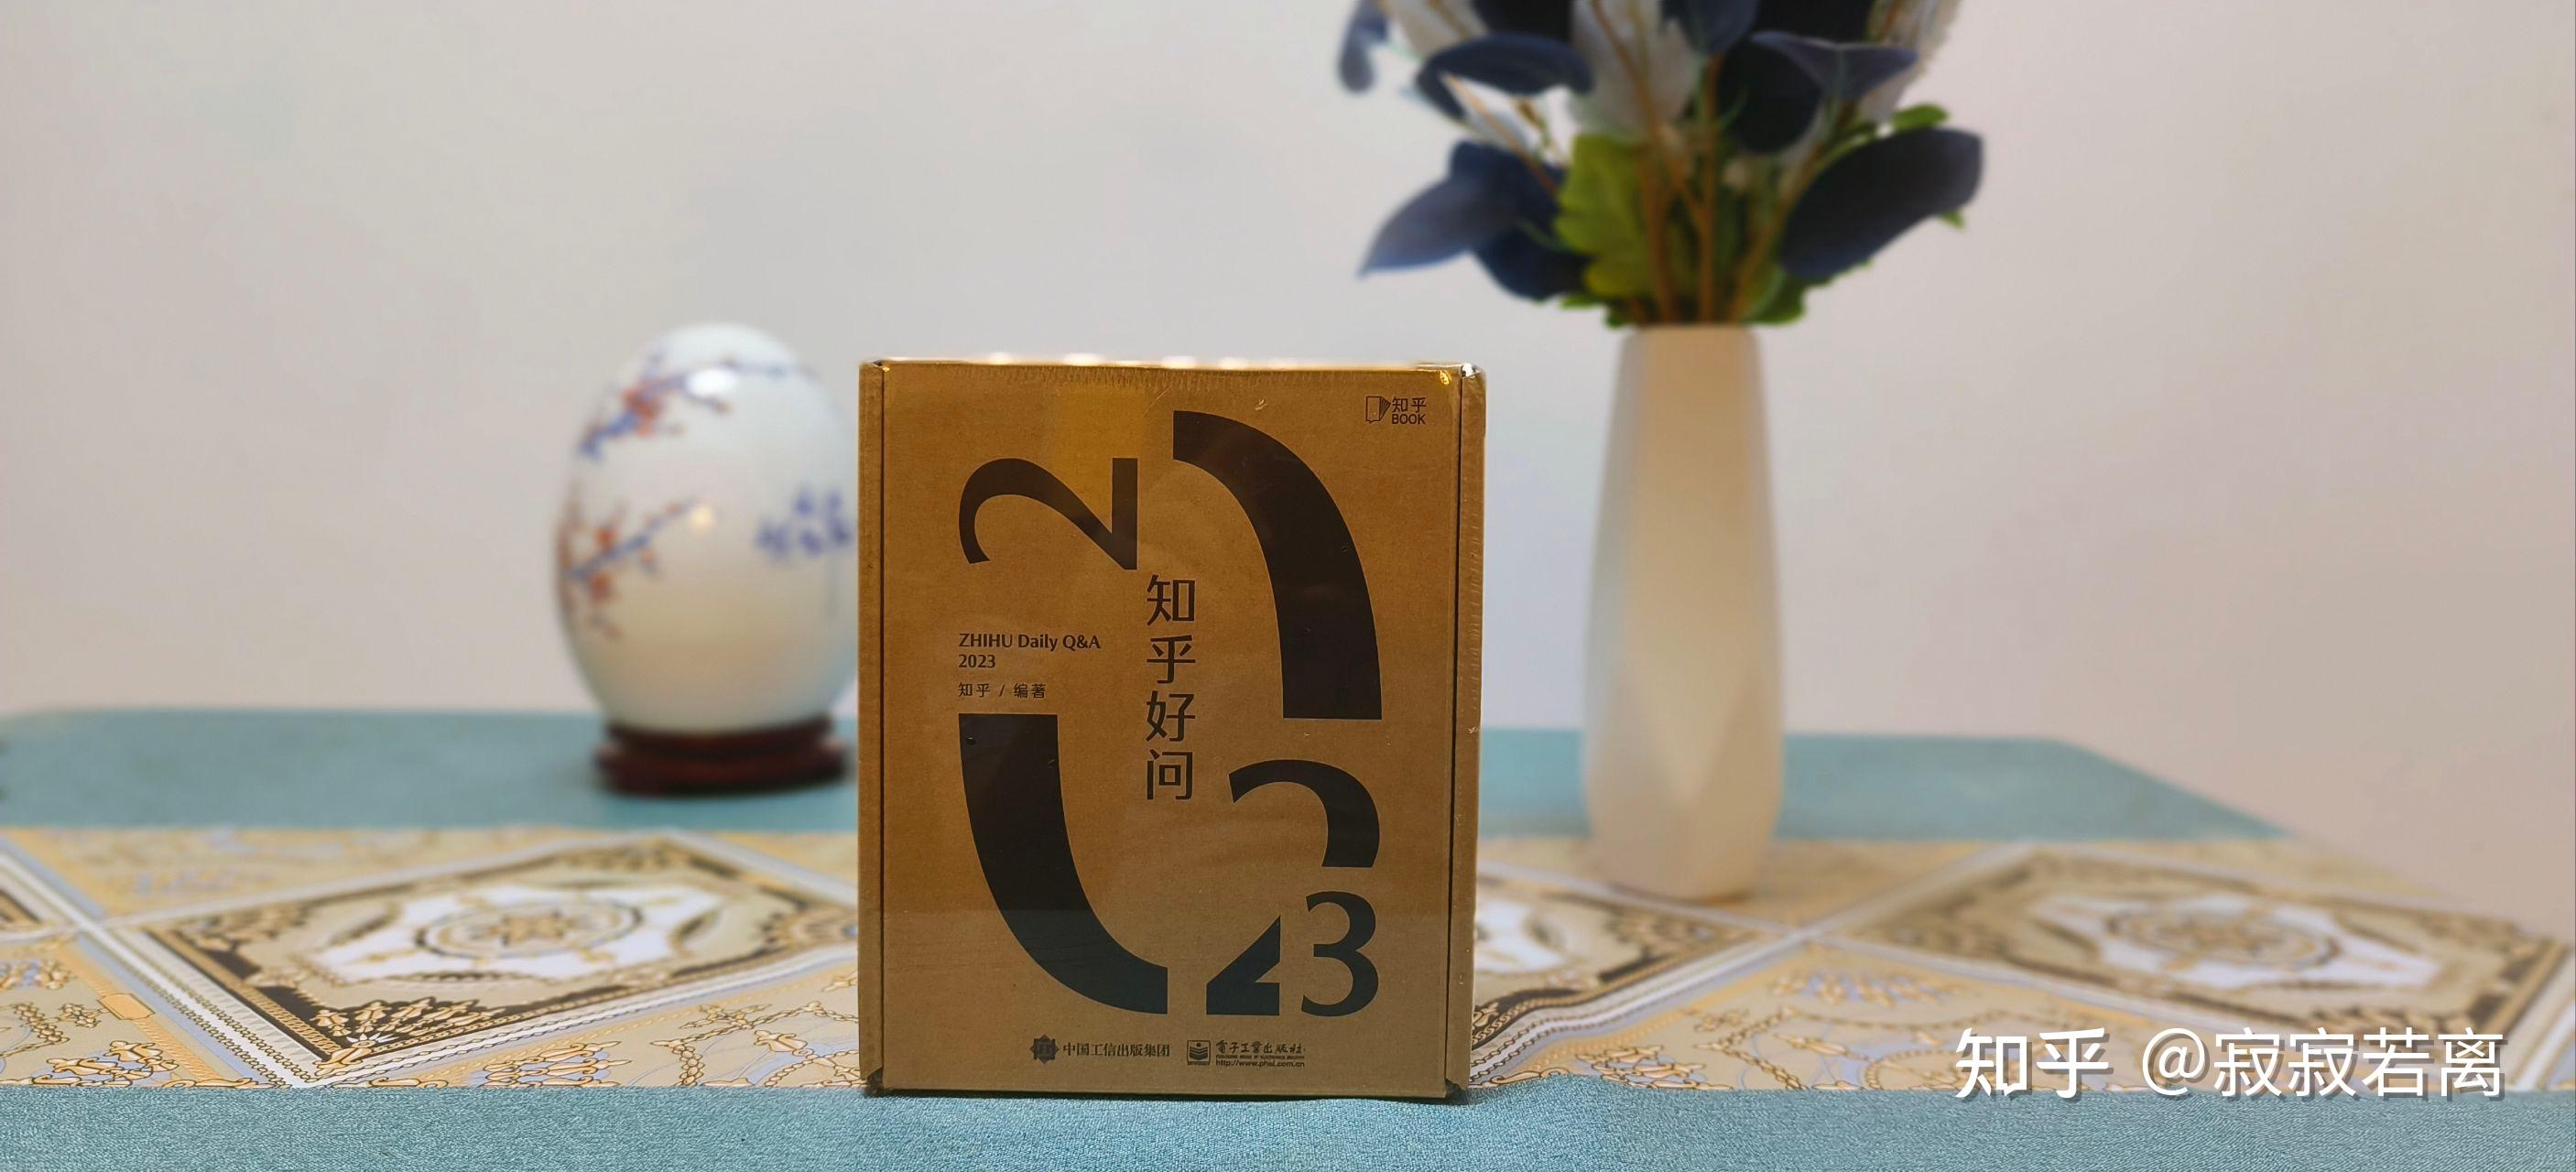 知乎
BOOK
2023
知乎好问
ZHIHU Daily Q&A
2023
知乎 / 编著
中国工信出版集团
電子工業出版社
http://www.phei.com.cn
知乎 @寂寂若离